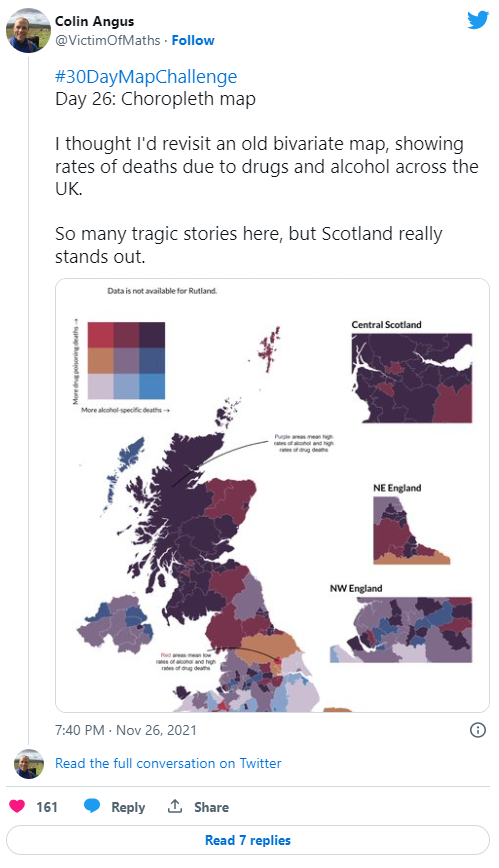 Colin Angus
@VictimOfMaths · Follow
#30DayMapChallenge
Day 26: Choropleth map
I thought I'd revisit an old bivariate map, showing
rates of deaths due to drugs and alcohol across the
UK.
So many tragic stories here, but Scotland really
stands out.
Data is not available for Rutland.
More drug poisoning deaths →
More alcohol-specific deaths →
Central Scotland
Purple areas mean high
rates of alcohol and high
rates of drug deaths
NE England
NW England
Red areas mean low
rates of alcohol and high
rates of drug deaths
7:40 PM · Nov 26, 2021
Read the full conversation on Twitter
161 Reply Share
Read 7 replies